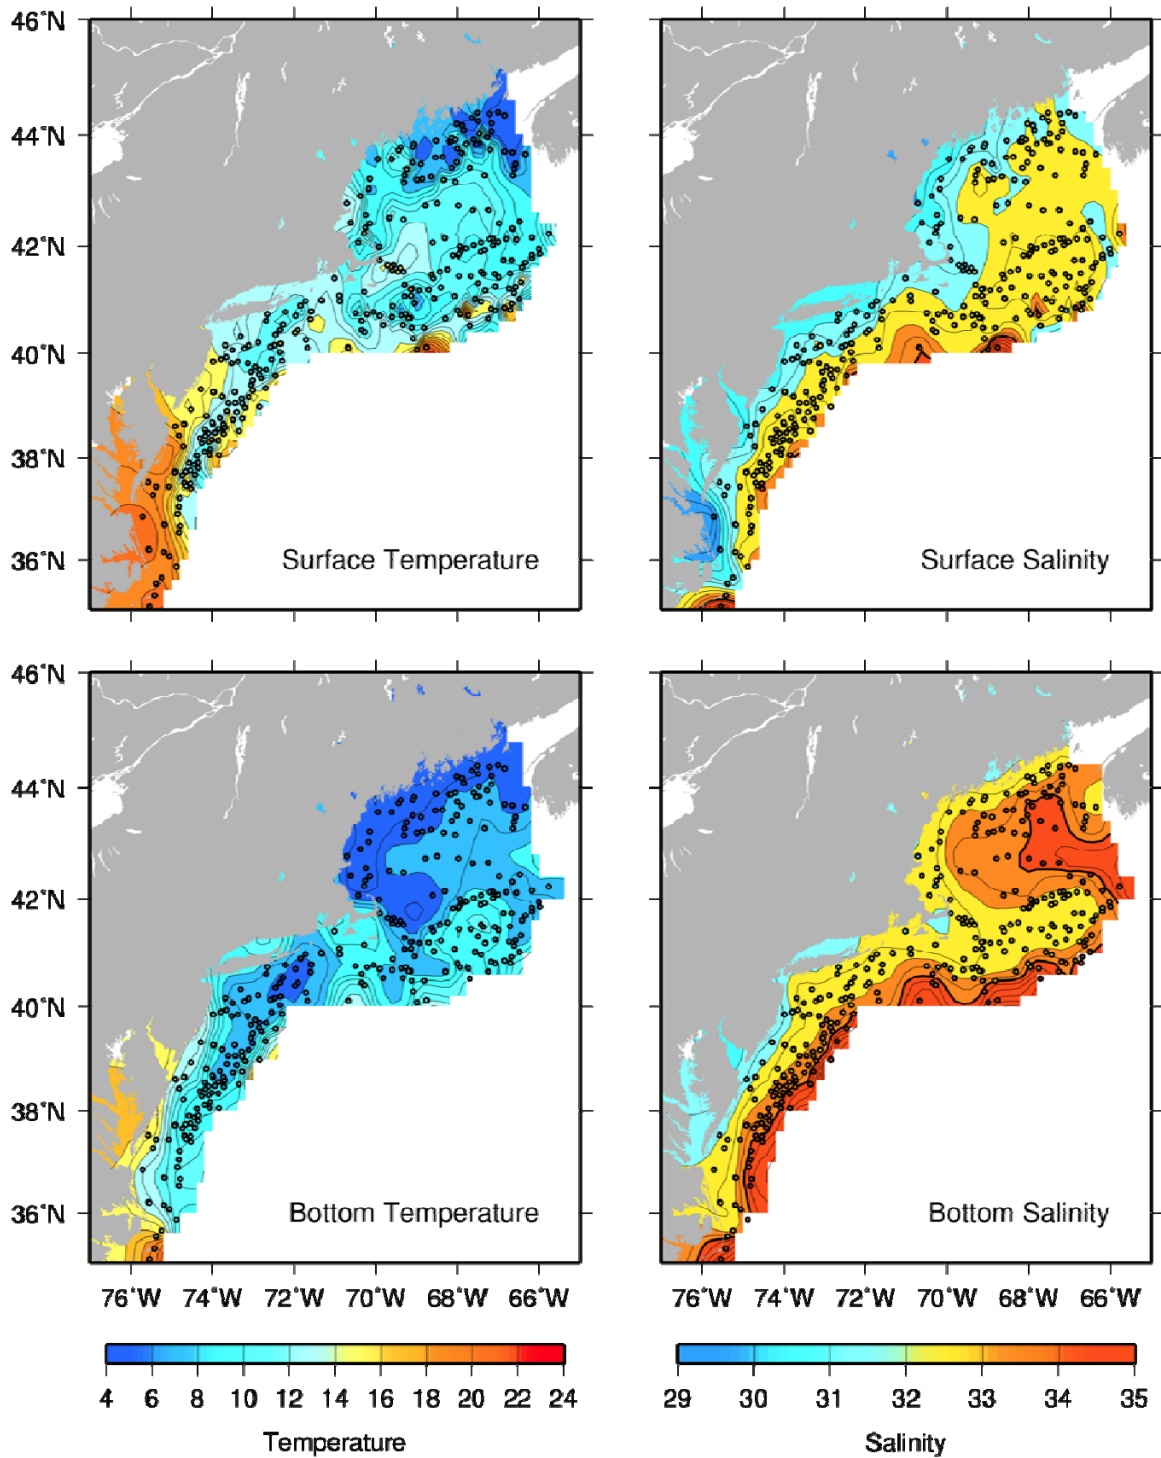 46°N
44°N
42°N
40°N
38°N
36°N
Surface Temperature
Surface Salinity
46°N
44°N
42°N
40°N
38°N
36°N
Bottom Temperature
Bottom Salinity
76°W 74°W 72°W 70°W 68°W 66°W
76°W 74°W 72°W 70°W 68°W 66°W
4 6 8 10 12 14 16 18 20 22 24
Temperature
29 30 31 32 33 34 35
Salinity